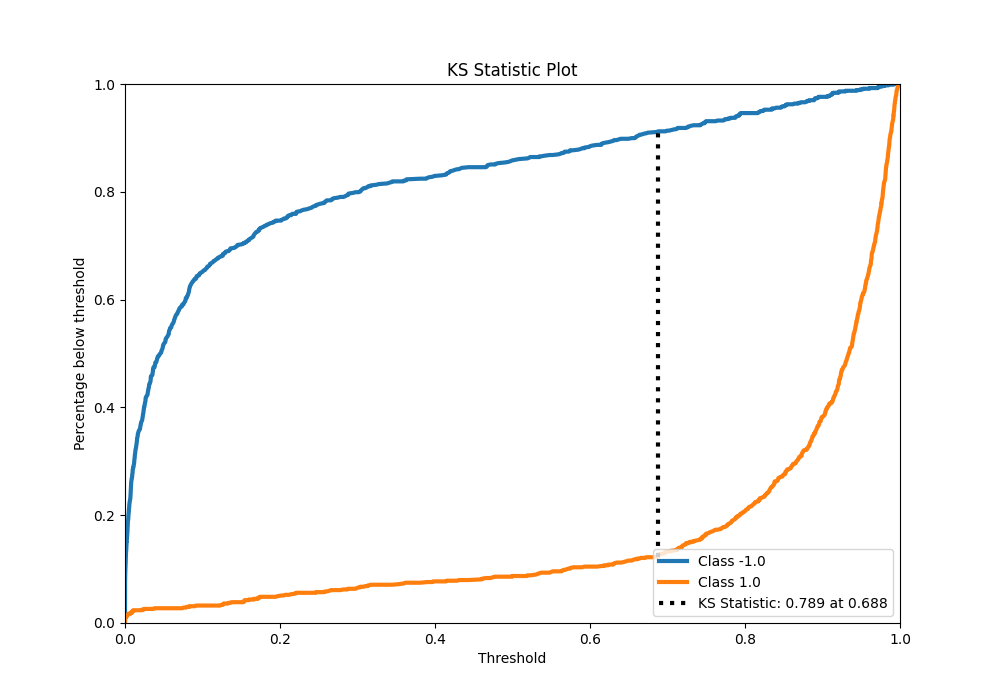 KS Statistic Plot
1.0
0.8
0.6
0.4
0.2
0.0
Percentage below threshold
0.0 0.2 0.4 0.6 0.8 1.0
Threshold
Class -1.0
Class 1.0
KS Statistic: 0.789 at 0.688